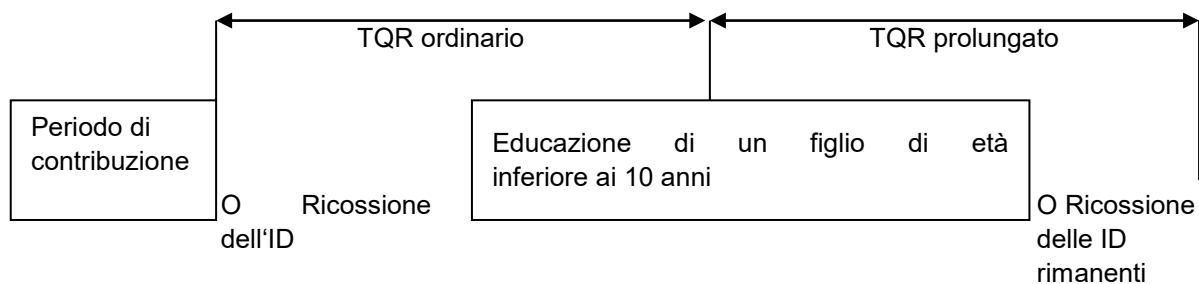 TQR ordinario
TQR prolungato
Periodo di
contribuzione
Educazione di un figlio di età
inferiore ai 10 anni
O Ricossione
dell‘ID
O Ricossione
delle ID
rimanenti